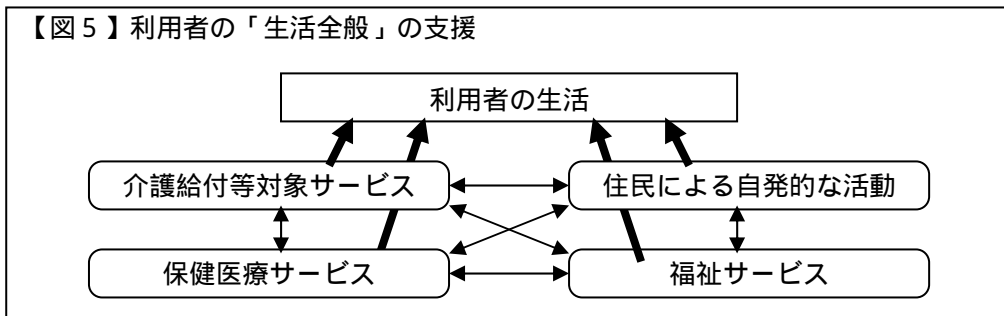 【図５】利用者の「生活全般」の支援
利用者の生活
介護給付等対象サービス
住民による自発的な活動
保健医療サービス
福祉サービス